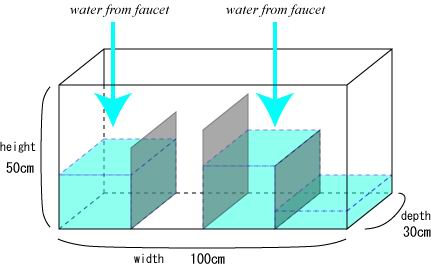 water from faucet
water from faucet
height
50cm
depth
30cm
width 100cm